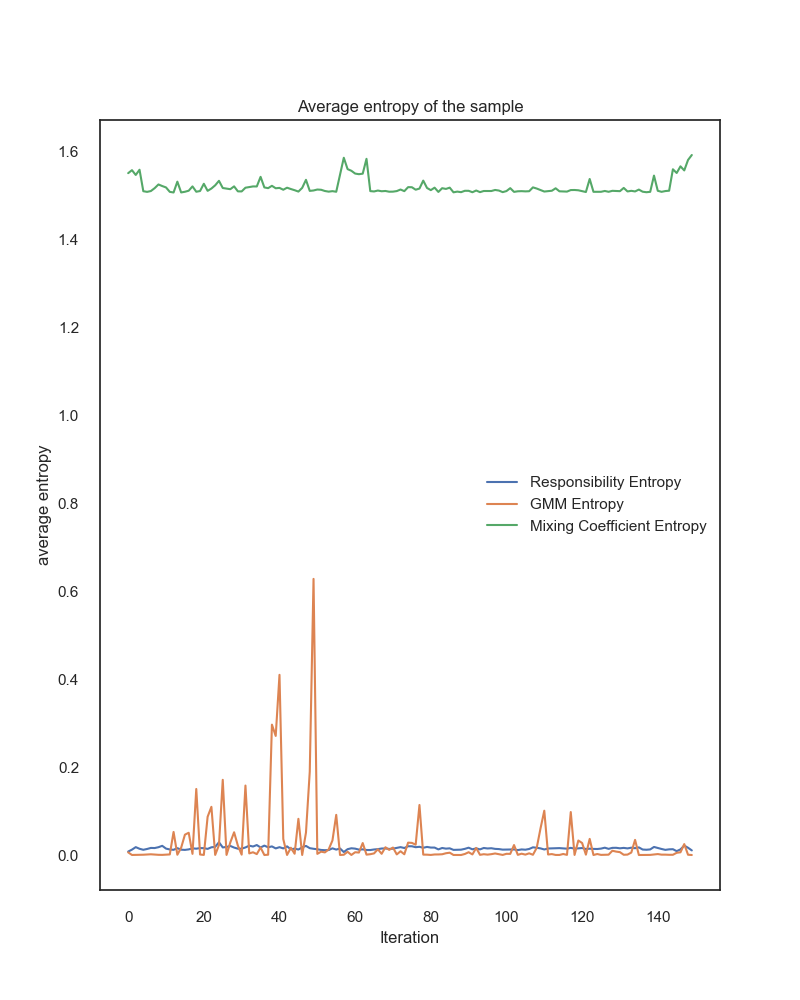 Average entropy of the sample
1.6
1.4
1.2
1.0
0.8
0.6
0.4
0.2
0.0
average entropy
Responsibility Entropy
GMM Entropy
Mixing Coefficient Entropy
0 20 40 60 80 100 120 140
Iteration